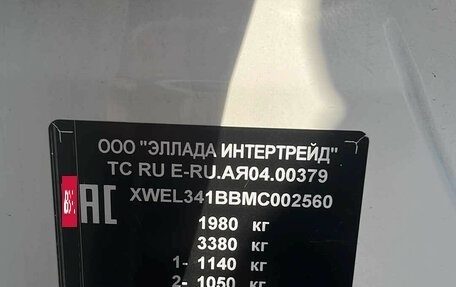 ООО "ЭЛЛАДА ИНТЕРТРЕЙД"
ТС RU E-RU.АЯ04.00379
XWEL341BBMC002560
1980 кг
3380 кг
1- 1140 кг
2- 1050 кг